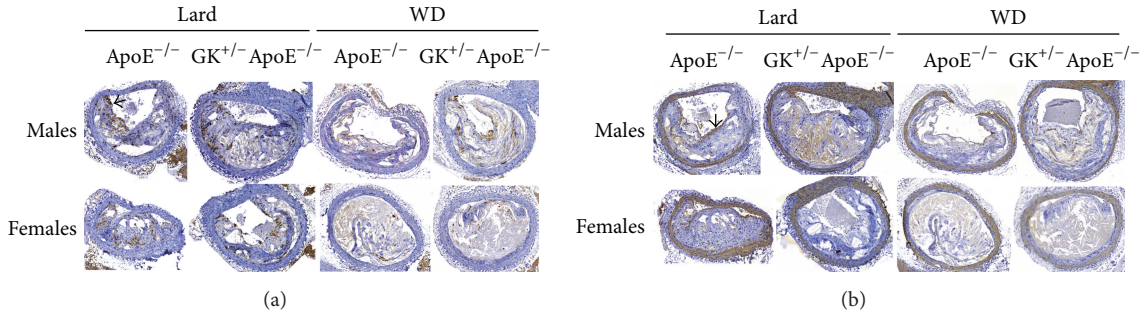 Lard WD
ApoE−/− GK+/− ApoE−/− ApoE−/− GK+/− ApoE−/−
Males
Females
(a)
Lard WD
ApoE−/− GK+/− ApoE−/− ApoE−/− GK+/− ApoE−/−
Males
Females
(b)